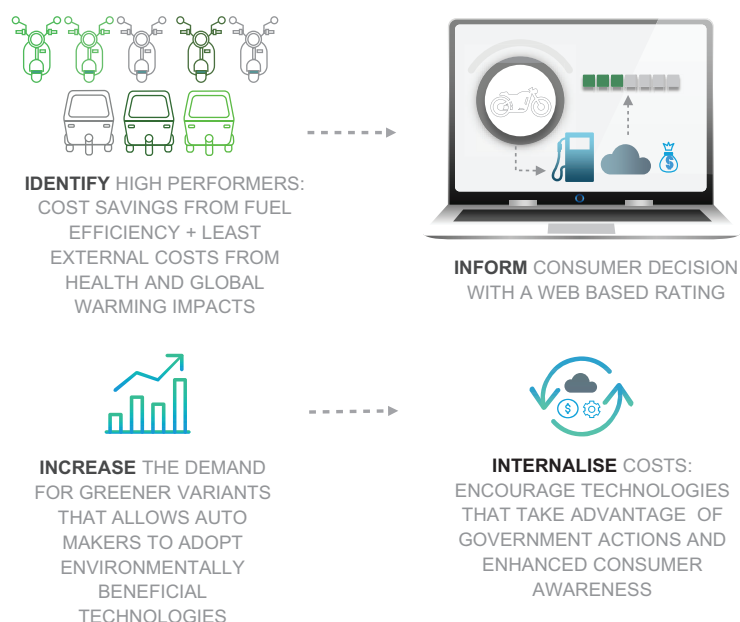 IDENTIFY HIGH PERFORMERS:
COST SAVINGS FROM FUEL
EFFICIENCY + LEAST
EXTERNAL COSTS FROM
HEALTH AND GLOBAL
WARMING IMPACTS
$
INFORM CONSUMER DECISION
WITH A WEB BASED RATING
INCREASE THE DEMAND
FOR GREENER VARIANTS
THAT ALLOWS AUTO
MAKERS TO ADOPT
ENVIRONMENTALLY
BENEFICIAL
TECHNOLOGIES
$
INTERNALISE COSTS:
ENCOURAGE TECHNOLOGIES
THAT TAKE ADVANTAGE OF
GOVERNMENT ACTIONS AND
ENHANCED CONSUMER
AWARENESS